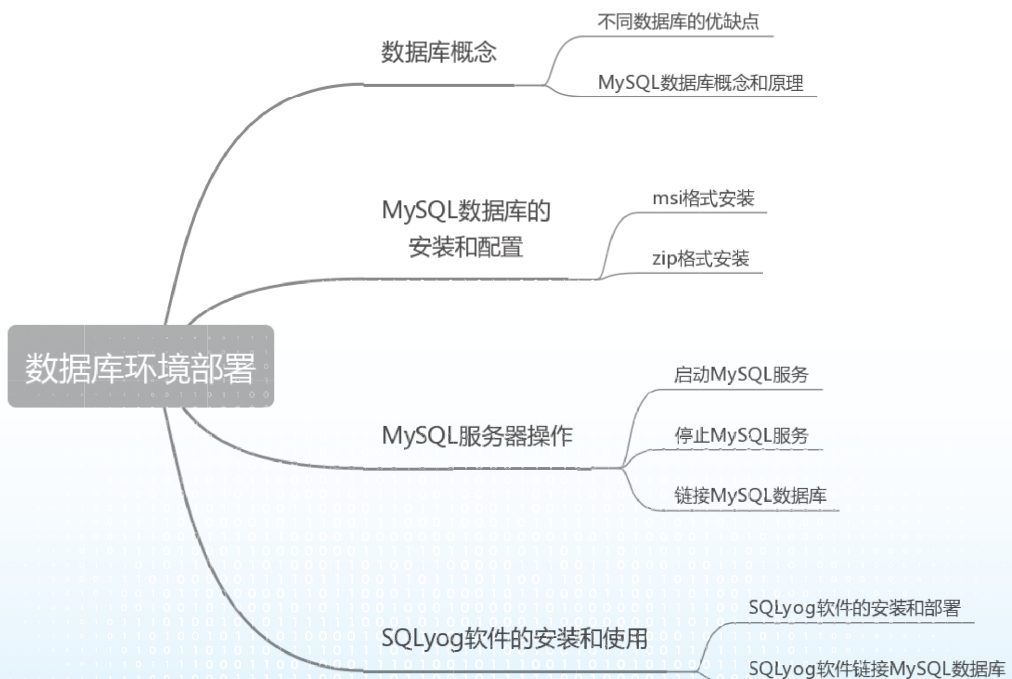 数据库环境部署
数据库概念
不同数据库的优缺点
MySQL数据库概念和原理
MySQL数据库的
安装和配置
msi格式安装
zip格式安装
MySQL服务器操作
启动MySQL服务
停止MySQL服务
链接MySQL数据库
SQLyog软件的安装和使用
SQLyog软件的安装和部署
SQLyog软件链接MySQL数据库